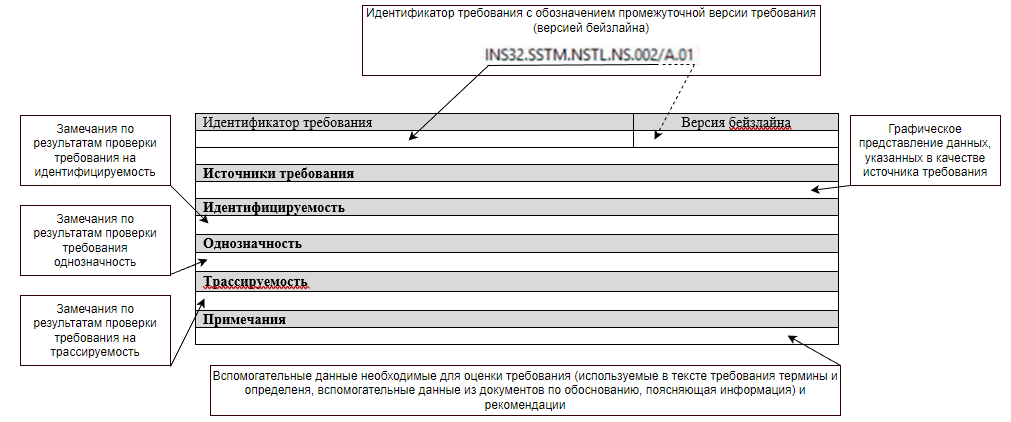 Идентификатор требования с обозначением промежуточной версии требования
(версией бейзлайна)
INS32.SSTM.NSTL.NS.002/A.01
Замечания по
результатам проверки
требования на
идентифицируемость
Идентификатор требования
Версия бейзлайна
Графическое
представление данных,
указанных в качестве
источника требования
Источники требования
Идентифицируемость
Замечания по
результатам проверки
требования
однозначность
Однозначность
Трассируемость
Замечания по
результатам проверки
требования на
трассируемость
Примечания
Вспомогательные данные необходимые для оценки требования (используемые в тексте требования термины и
определеня, вспомогательные данные из документов по обоснованию, поясняющая информация) и
рекомендации